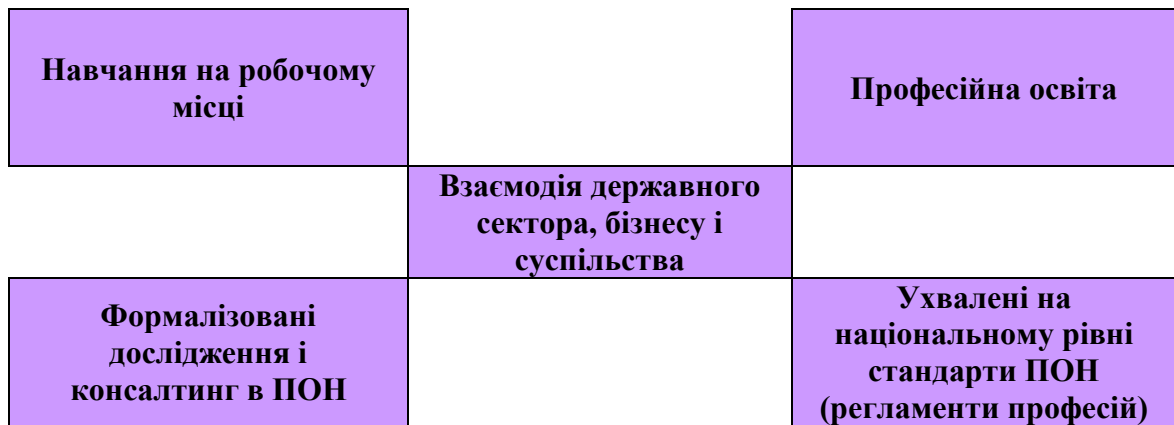 Навчання на робочому
місці
Професійна освіта
Взаємодія державного
сектора, бізнесу і
суспільства
Формалізовані
дослідження і
консалтинг в ПОН
Ухвалені на
національному рівні
стандарти ПОН
(регламенти професій)